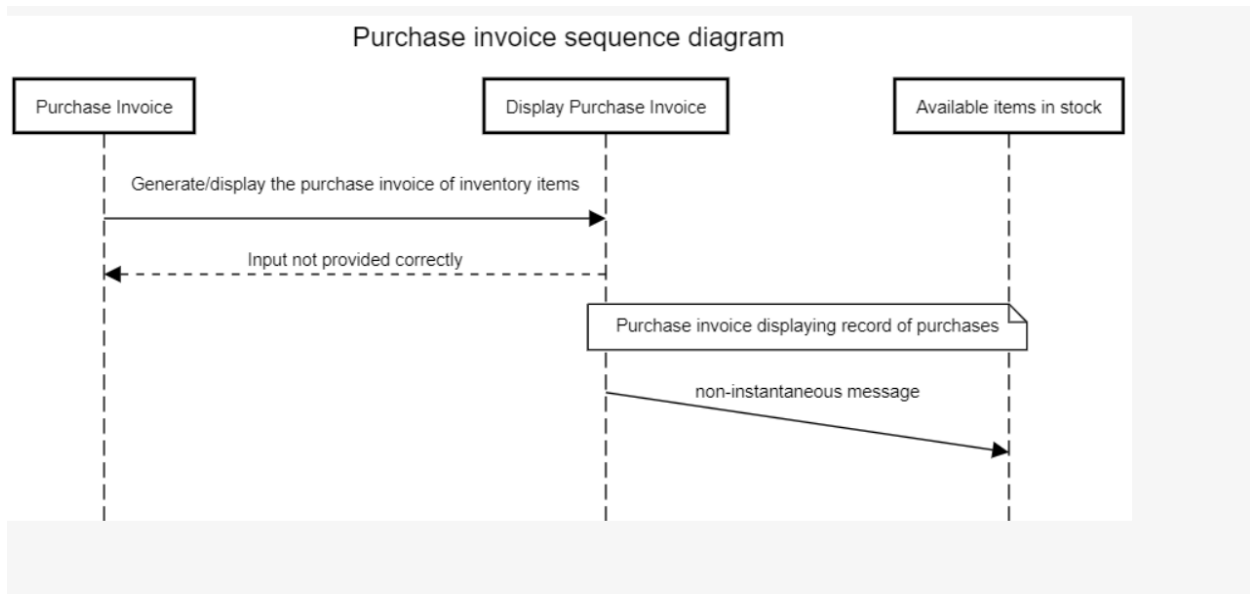 Purchase invoice sequence diagram
Purchase Invoice
Display Purchase Invoice
Available items in stock
Generate/display the purchase invoice of inventory items
Input not provided correctly
Purchase invoice displaying record of purchases
non-instantaneous message